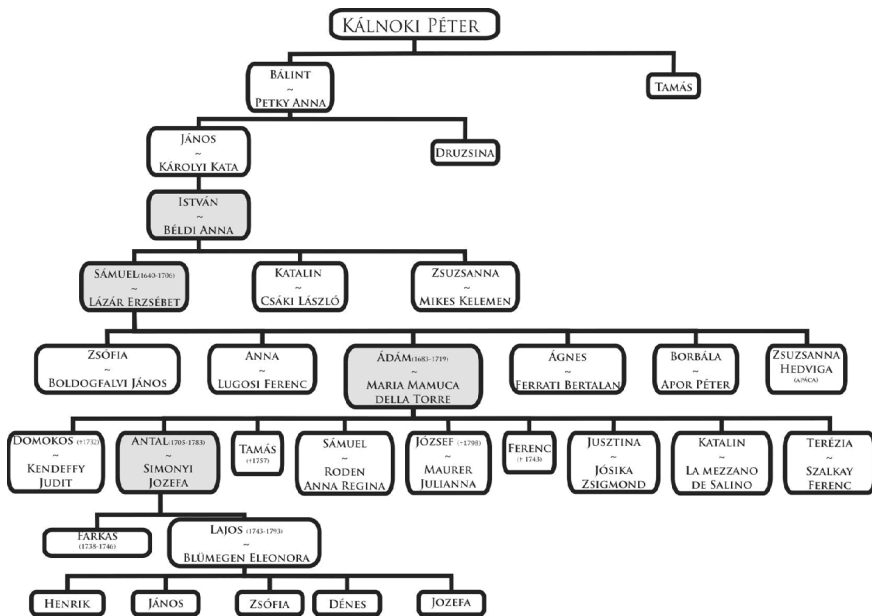 KÁLNOKI PÉTER
BÁLINT
~
PETKY ANNA
TAMÁS
JÁNOS
~
KÁROLYI KATA
DRUZSINA
ISTVÁN
~
BÉLDI ANNA
SÁMUEL(1640-1706)
~
LÁZÁR ERZSÉBET
KATALIN
~
CSÁKI LÁSZLÓ
ZSUZSANNA
~
MIKES KELEMEN
ZSÓFIA
~
BOLDOGFALVI JÁNOS
ANNA
~
LUGOSI FERENC
ÁDÁM(1683-1719)
~
MARIA MAMUCA
DELLA TORRE
ÁGNES
~
FERRATI BERTALAN
BORBÁLA
~
APOR PÉTER
ZSUZSANNA
HEDVIGA
(APÁCA)
DOMOKOS (†1732)
~
KENDEFFY
JUDIT
ANTAL(1705-1783)
~
SIMONYI
JOZEFA
TAMÁS
(†1757)
SÁMUEL
~
RODEN
ANNA REGINA
JÓZSEF (†1798)
~
MAURER
JULIANNA
FERENC
(† 1743)
JUSZTINA
~
JÓSIKA
ZSIGMOND
KATALIN
~
LA MEZZANO
DE SALINO
TERÉZIA
~
SZALKAY
FERENC
FARKAS
(1738-1746)
LAJOS (1743-1793)
~
BLÜMEGEN ELEONORA
HENRIK
JÁNOS
ZSÓFIA
DÉNES
JOZEFA